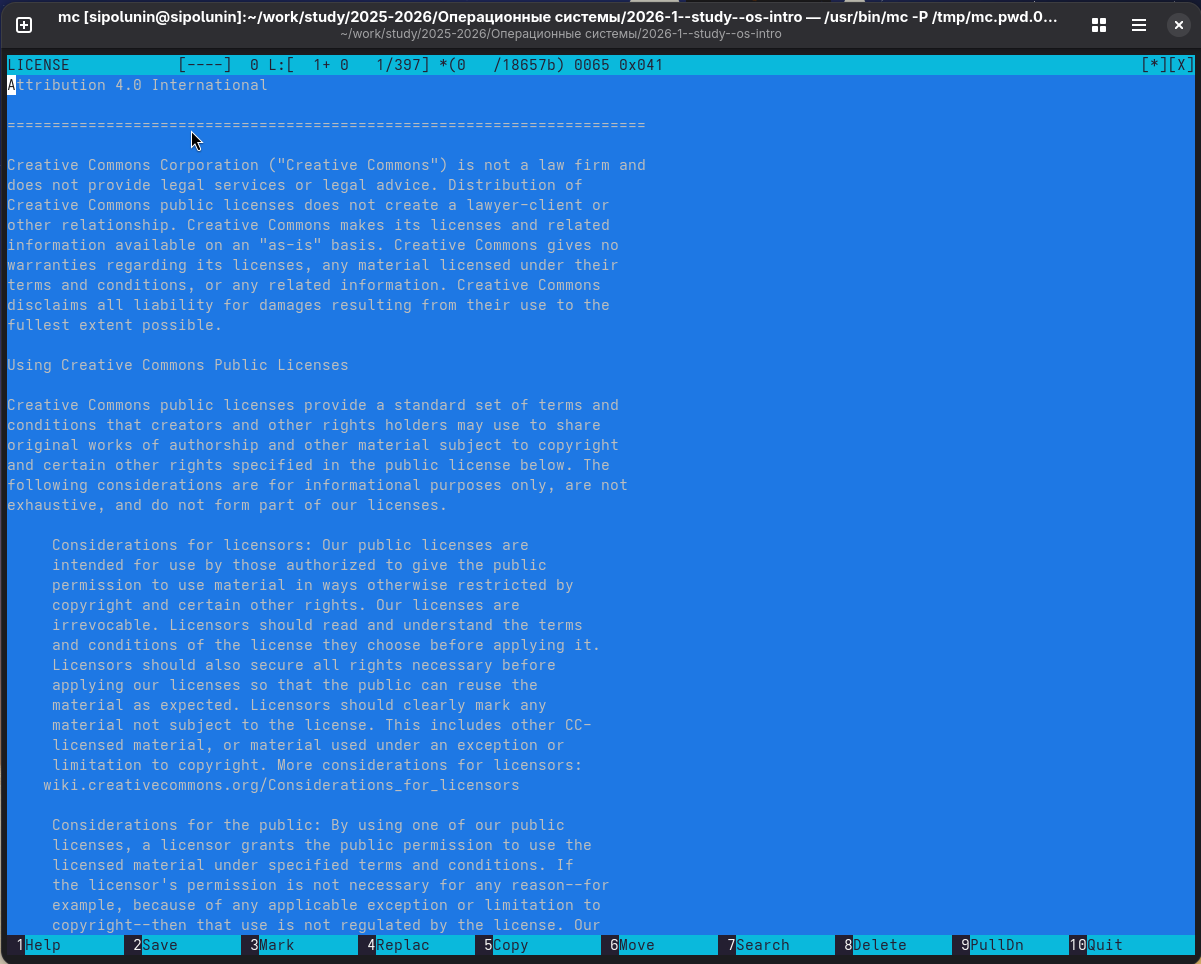 mc [sipolunin@sipolunin]:~/work/study/2025-2026/Операционные системы/2026-1--study--os-intro — /usr/bin/mc -P /tmp/mc.pwd.0...
~/work/study/2025-2026/Операционные системы/2026-1--study--os-intro
LICENSE            [----]  0 L:[  1+ 0   1/397] *(0   /18657b) 0065 0x041 [*][X]
Attribution 4.0 International
=======================================================================
Creative Commons Corporation ("Creative Commons") is not a law firm and
does not provide legal services or legal advice. Distribution of
Creative Commons public licenses does not create a lawyer-client or
other relationship. Creative Commons makes its licenses and related
information available on an "as-is" basis. Creative Commons gives no
warranties regarding its licenses, any material licensed under their
terms and conditions, or any related information. Creative Commons
disclaims all liability for damages resulting from their use to the
fullest extent possible.
Using Creative Commons Public Licenses
Creative Commons public licenses provide a standard set of terms and
conditions that creators and other rights holders may use to share
original works of authorship and other material subject to copyright
and certain other rights specified in the public license below. The
following considerations are for informational purposes only, are not
exhaustive, and do not form part of our licenses.
Considerations for licensors: Our public licenses are
intended for use by those authorized to give the public
permission to use material in ways otherwise restricted by
copyright and certain other rights. Our licenses are
irrevocable. Licensors should read and understand the terms
and conditions of the license they choose before applying it.
Licensors should also secure all rights necessary before
applying our licenses so that the public can reuse the
material as expected. Licensors should clearly mark any
material not subject to the license. This includes other CC-
licensed material, or material used under an exception or
limitation to copyright. More considerations for licensors:
wiki.creativecommons.org/Considerations_for_licensors
Considerations for the public: By using one of our public
licenses, a licensor grants the public permission to use the
licensed material under specified terms and conditions. If
the licensor's permission is not necessary for any reason--for
example, because of any applicable exception or limitation to
copyright--then that use is not regulated by the license. Our
1Help 2Save 3Mark 4Replac 5Copy 6Move 7Search 8Delete 9PullDn 10Quit